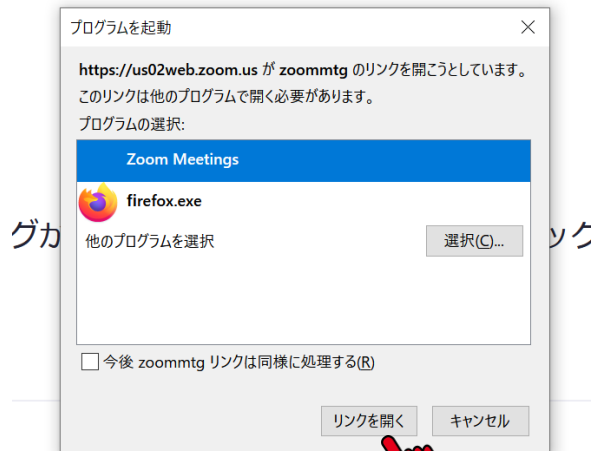 プログラムを起動
https://us02web.zoom.us が zoommtg のリンクを開こうとしています。
このリンクは他のプログラムで開く必要があります。
プログラムの選択:
Zoom Meetings
firefox.exe
他のプログラムを選択 選択(C)...
今後 zoommtg リンクは同様に処理する(R)
リンクを開く キャンセル